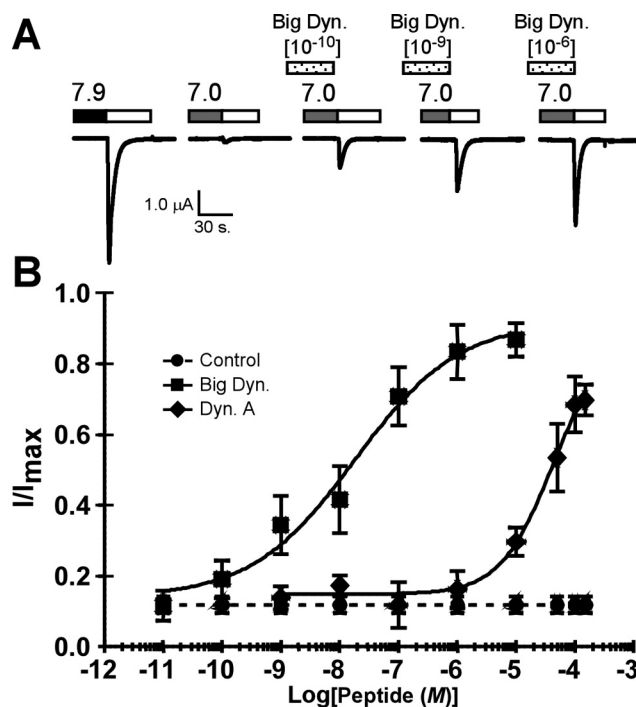 A
Big Dyn. Big Dyn. Big Dyn.
[10⁻¹⁰] [10⁻⁹] [10⁻⁶]
7.9 7.0 7.0 7.0 7.0
1.0 µA
30 s.
B
1.0
0.8
0.6
0.4
0.2
0.0
I/Imax
Control
Big Dyn.
Dyn. A
-12 -11 -10 -9 -8 -7 -6 -5 -4 -3
Log[Peptide (M)]